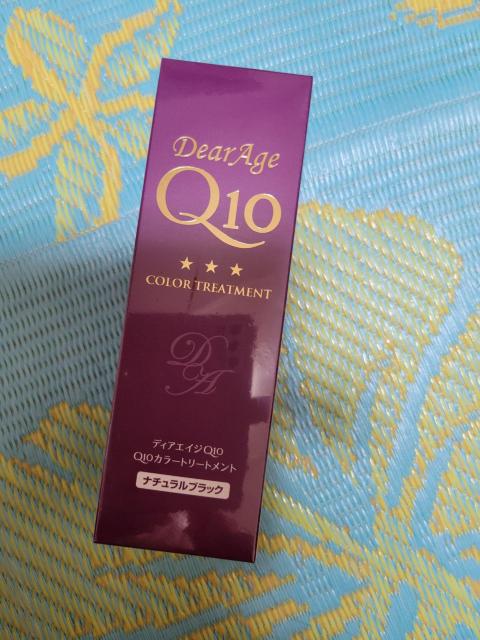 DearAge
Q10
★ ★ ★
COLOR TREATMENT
DA
ディアエイジQ10
Q10カラートリートメント
ナチュラルブラック